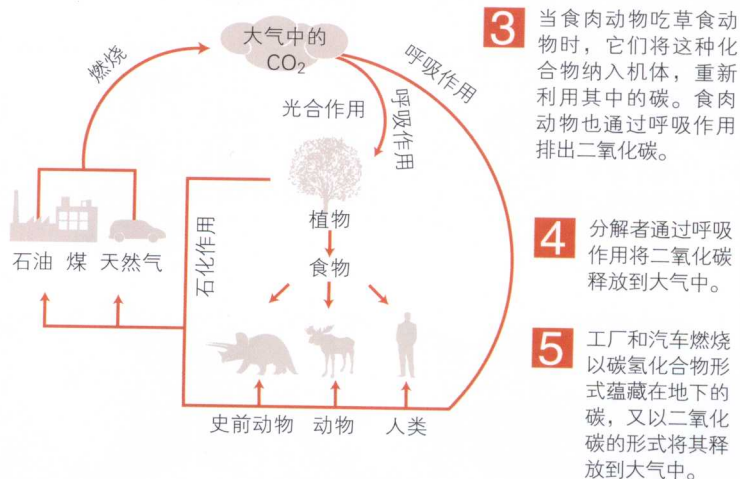 大气中的
CO₂
燃烧
呼吸作用
光合作用
呼吸作用
植物
石油 煤 天然气
石化作用
食物
史前动物 动物 人类
3
当食肉动物吃草食动
物时，它们将这种化
合物纳入机体，重新
利用其中的碳。食肉
动物也通过呼吸作用
排出二氧化碳。
4
分解者通过呼吸
作用将二氧化碳
释放到大气中。
5
工厂和汽车燃烧
以碳氢化合物形
式蕴藏在地下的
碳，又以二氧化
碳的形式将其释
放到大气中。